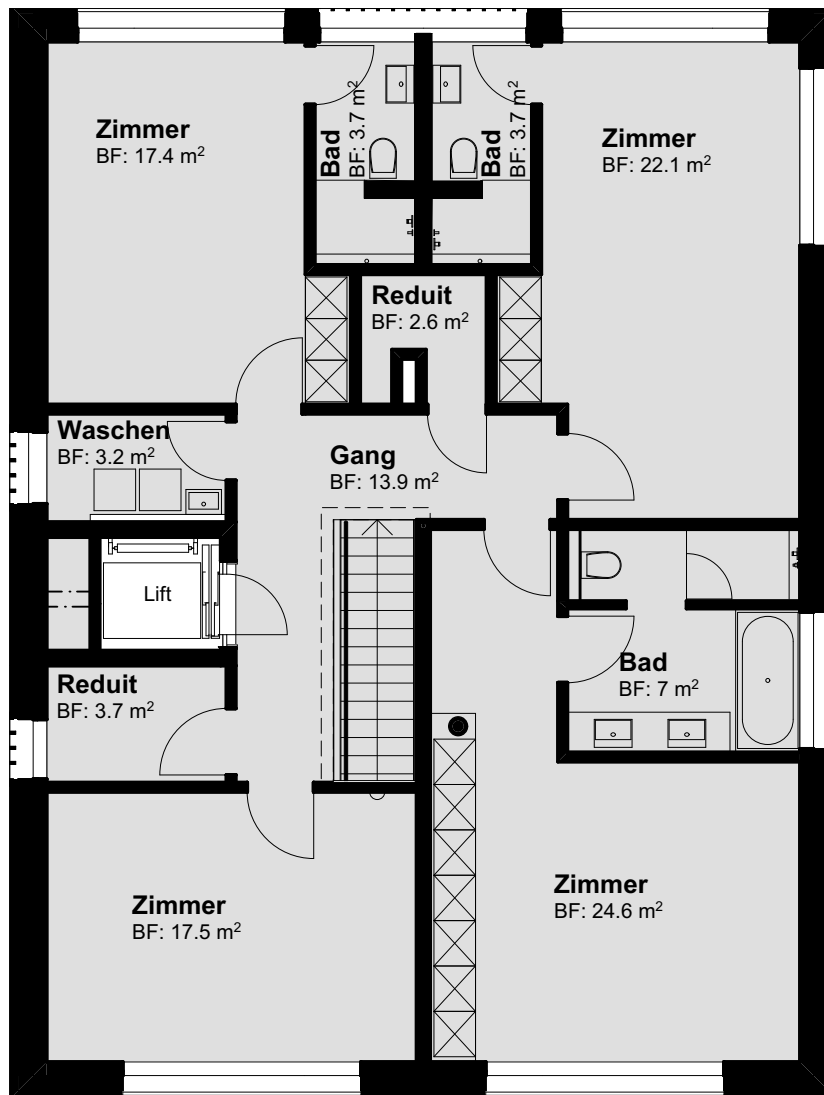 Zimmer
BF: 17.4 m²
Bad
BF: 3.7 m²
Bad
BF: 3.7 m²
Zimmer
BF: 22.1 m²
Reduit
BF: 2.6 m²
Waschen
BF: 3.2 m²
Gang
BF: 13.9 m²
Lift
Reduit
BF: 3.7 m²
Bad
BF: 7 m²
Zimmer
BF: 17.5 m²
Zimmer
BF: 24.6 m²